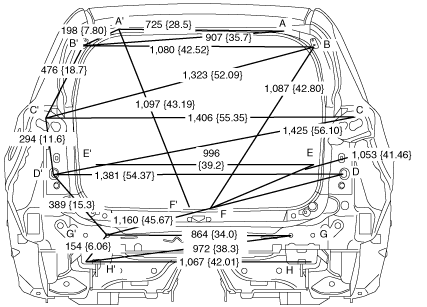 A'
725 {28.5}
A
198 {7.80}
907 {35.7}
B'
B
1,080 {42.52}
476 {18.7}
1,323 {52.09}
1,087 {42.80}
1,097 {43.19}
C'
C
1,406 {55.35}
1,425 {56.10}
294 {11.6}
E'
996
{39.2}
E
1,053 {41.46}
D'
1,381 {54.37}
D
389 {15.3}
F'
F
1,160 {45.67}
G'
864 {34.0}
G
154 {6.06}
972 {38.3}
H'
1,067 {42.01}
H